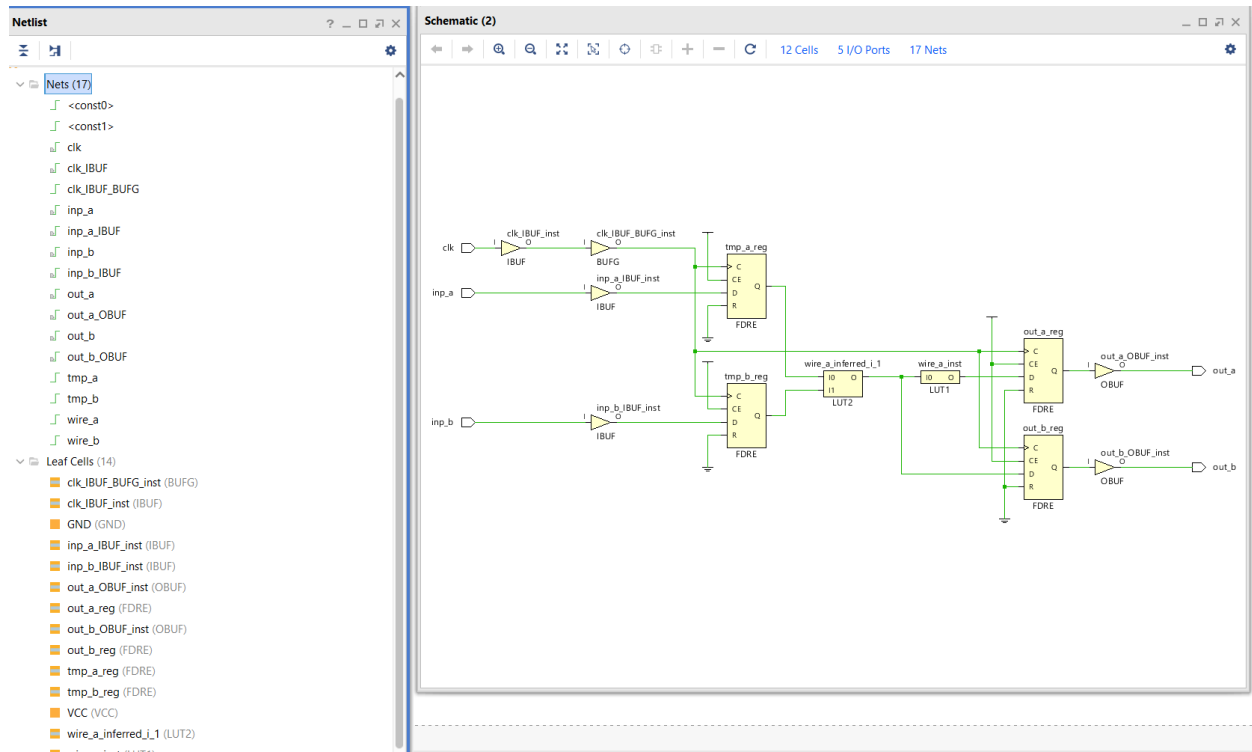 Netlist
Nets (17)
<const0>
<const1>
clk
clk_IBUF
clk_IBUF_BUFG
inp_a
inp_a_IBUF
inp_b
inp_b_IBUF
out_a
out_a_OBUF
out_b
out_b_OBUF
tmp_a
tmp_b
wire_a
wire_b
Leaf Cells (14)
clk_IBUF_BUFG_inst (BUFG)
clk_IBUF_inst (IBUF)
GND (GND)
inp_a_IBUF_inst (IBUF)
inp_b_IBUF_inst (IBUF)
out_a_OBUF_inst (OBUF)
out_a_reg (FDRE)
out_b_OBUF_inst (OBUF)
out_b_reg (FDRE)
tmp_a_reg (FDRE)
tmp_b_reg (FDRE)
VCC (VCC)
wire_a_inferred_i_1 (LUT2)
Schematic (2)
12 Cells 5 I/O Ports 17 Nets
clk
clk_IBUF_inst
I O
IBUF
clk_IBUF_BUFG_inst
I O
BUFG
inp_a
inp_a_IBUF_inst
I O
IBUF
tmp_a_reg
C
CE
D
R
Q
FDRE
inp_b
inp_b_IBUF_inst
I O
IBUF
tmp_b_reg
C
CE
D
R
Q
FDRE
wire_a_inferred_i_1
I0 O
I1
LUT2
wire_a_inst
I0 O
LUT1
out_a_reg
C
CE
D
R
Q
FDRE
out_a_OBUF_inst
I O
OBUF
out_a
out_b_reg
C
CE
D
R
Q
FDRE
out_b_OBUF_inst
I O
OBUF
out_b